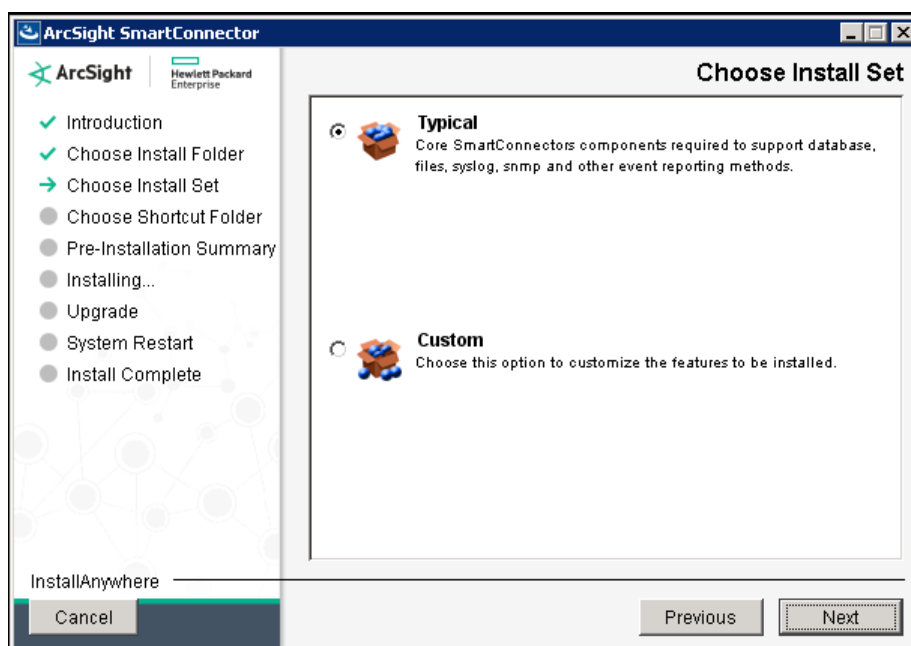 ArcSight SmartConnector
ArcSight
Hewlett Packard
Enterprise
Choose Install Set
Introduction
Choose Install Folder
Choose Install Set
Choose Shortcut Folder
Pre-Installation Summary
Installing...
Upgrade
System Restart
Install Complete
Typical
Core SmartConnectors components required to support database,
files, syslog, snmp and other event reporting methods.
Custom
Choose this option to customize the features to be installed.
InstallAnywhere
Cancel
Previous
Next